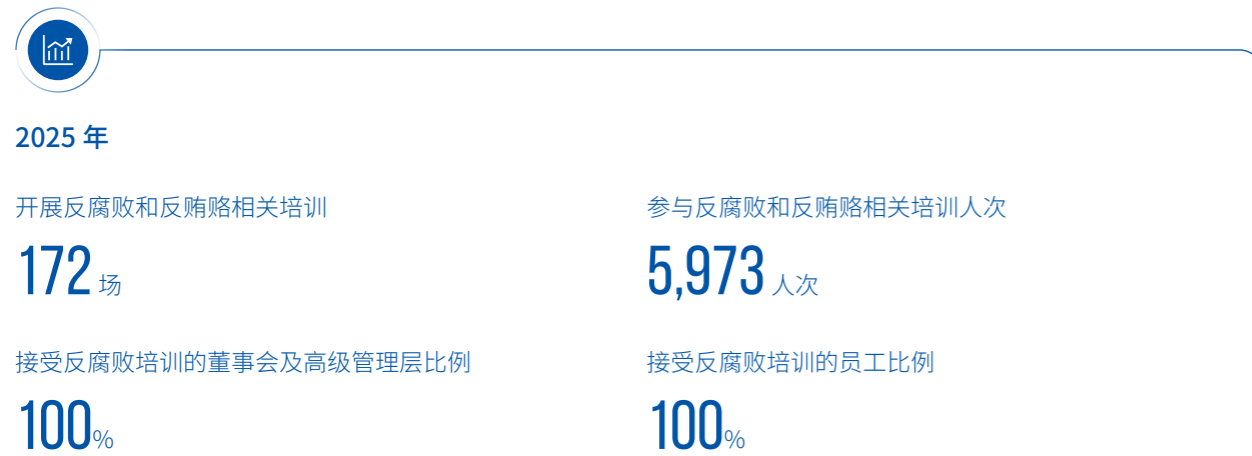 2025 年
开展反腐败和反贿赂相关培训
172 场
参与反腐败和反贿赂相关培训人次
5,973 人次
接受反腐败培训的董事会及高级管理层比例
100%
接受反腐败培训的员工比例
100%